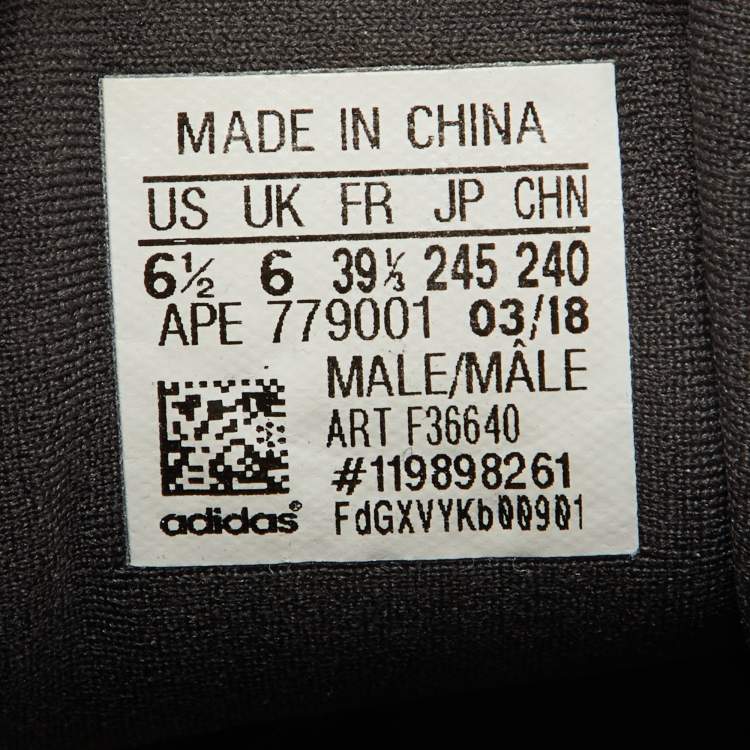 MADE IN CHINA
US UK FR JP CHN
6½ 6 39⅓ 245 240
APE 779001 03/18
MALE/MÂLE
ART F36640
#119898261
adidas® FdGXVYKb00901